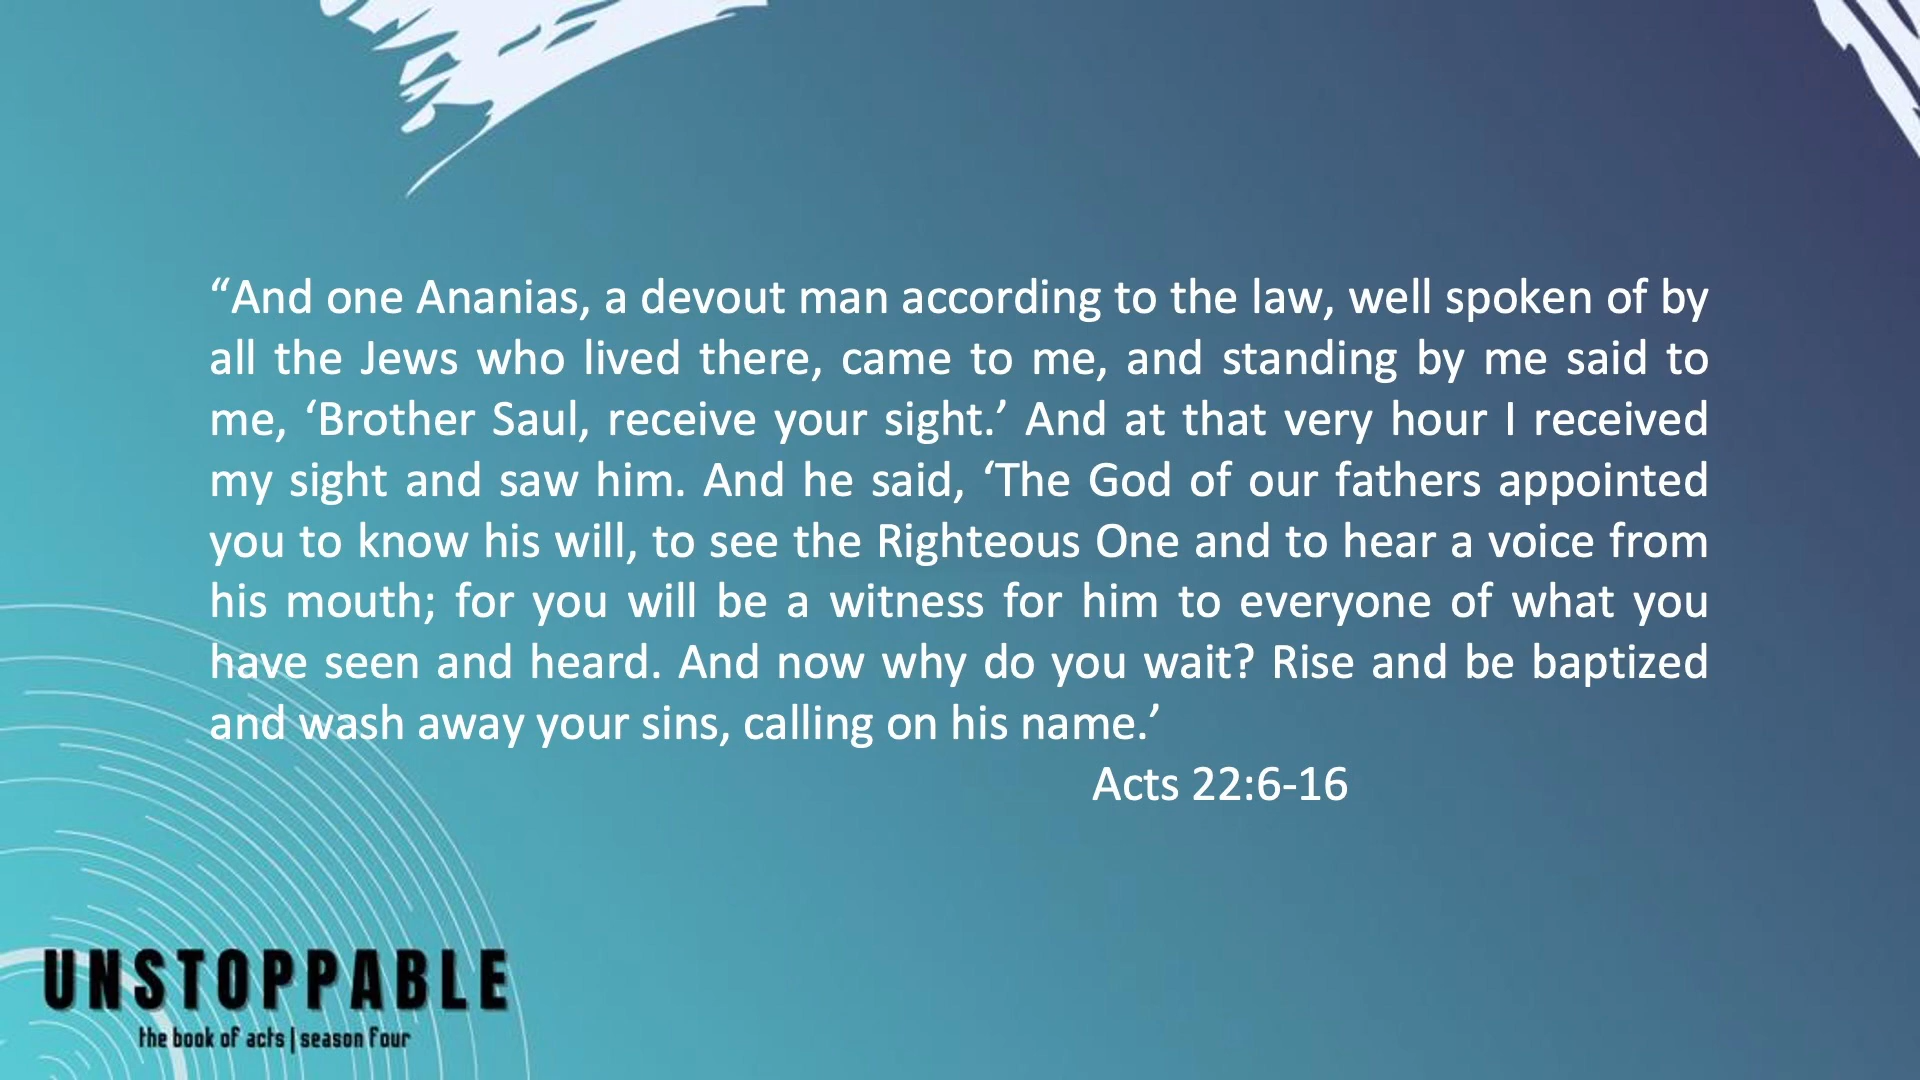 “And one Ananias, a devout man according to the law, well spoken of by
all the Jews who lived there, came to me, and standing by me said to
me, ‘Brother Saul, receive your sight.’ And at that very hour I received
my sight and saw him. And he said, ‘The God of our fathers appointed
you to know his will, to see the Righteous One and to hear a voice from
his mouth; for you will be a witness for him to everyone of what you
have seen and heard. And now why do you wait? Rise and be baptized
and wash away your sins, calling on his name.’
Acts 22:6-16
UNSTOPPABLE
the book of acts | season four